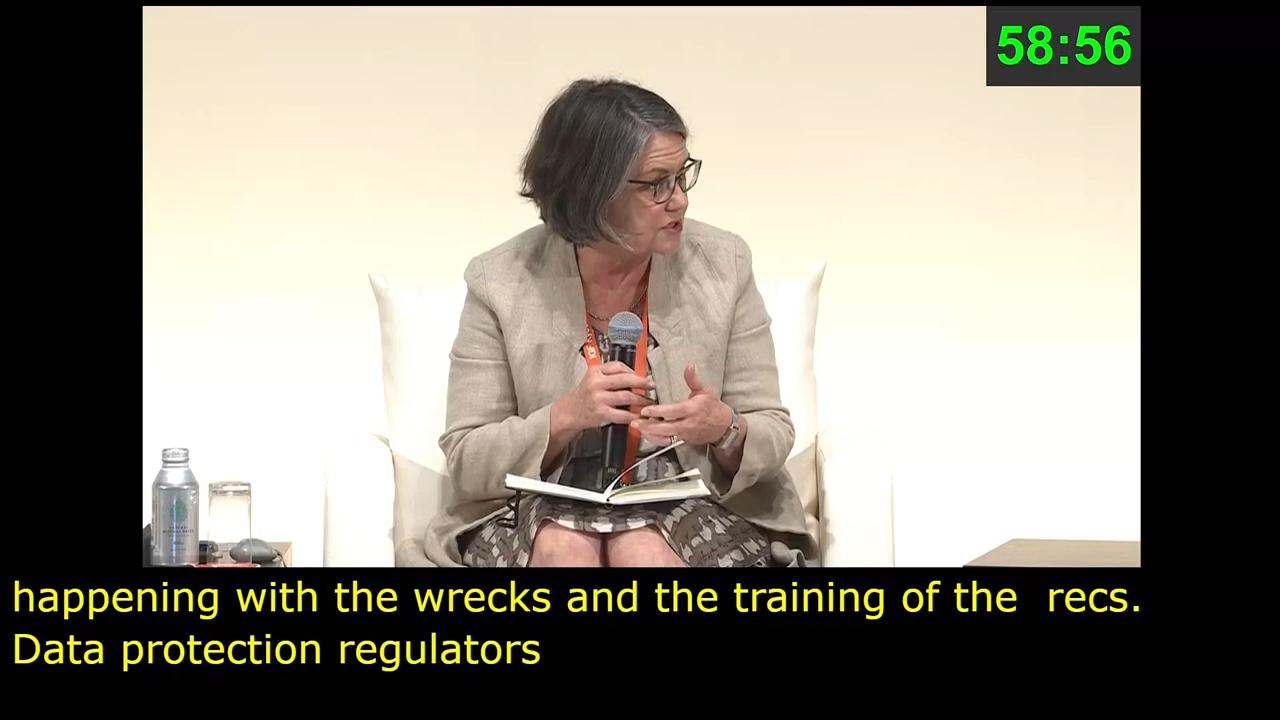 58:56
happening with the wrecks and the training of the  recs.
Data protection regulators